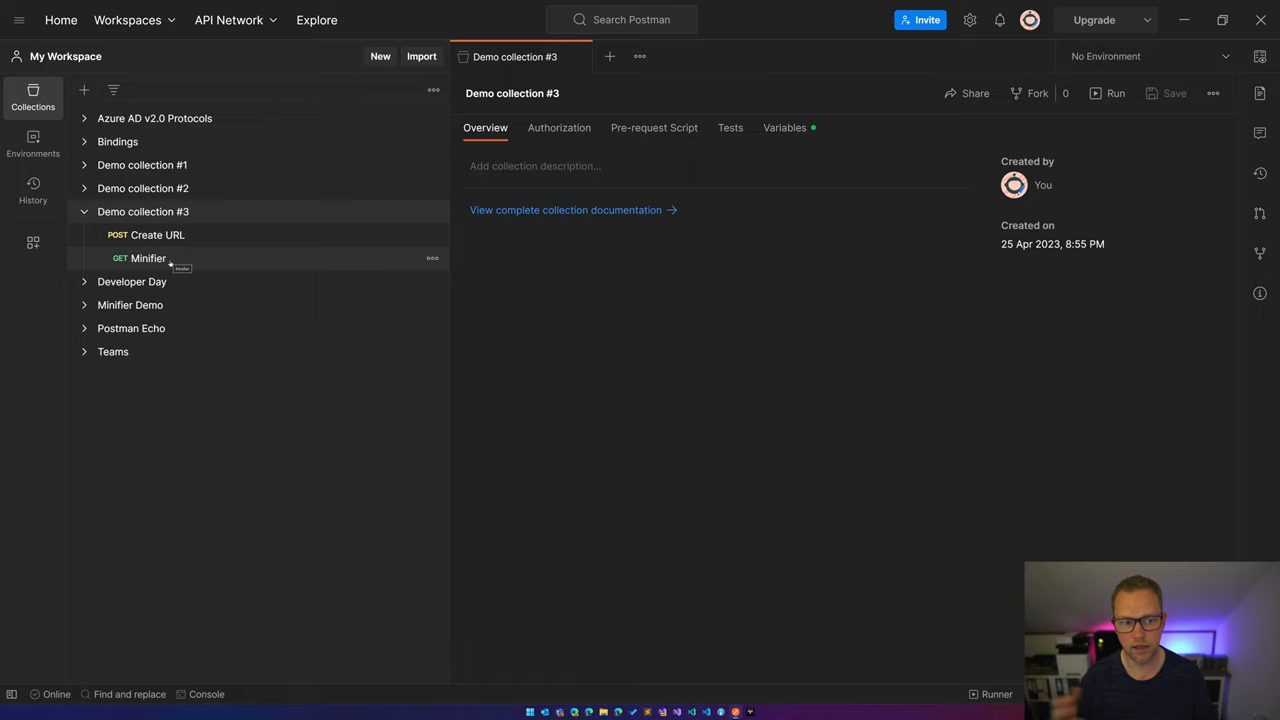 Home
Workspaces
API Network
Explore
Search Postman
Invite
Upgrade
My Workspace
New
Import
Demo collection #3
No Environment
Collections
Environments
History
Azure AD v2.0 Protocols
Bindings
Demo collection #1
Demo collection #2
Demo collection #3
POST Create URL
GET Minifier
Minifier
Developer Day
Minifier Demo
Postman Echo
Teams
Demo collection #3
Share
Fork
0
Run
Save
Overview
Authorization
Pre-request Script
Tests
Variables
Add collection description...
View complete collection documentation
Created by
You
Created on
25 Apr 2023, 8:55 PM
Online
Find and replace
Console
Runner